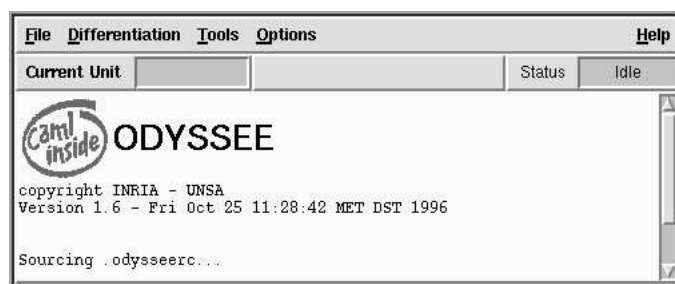 File Differentiation Tools Options Help
Current Unit Status Idle
Caml inside ODYSSEE
copyright INRIA - UNSA
Version 1.6 - Fri Oct 25 11:28:42 MET DST 1996
Sourcing .odysseerc...